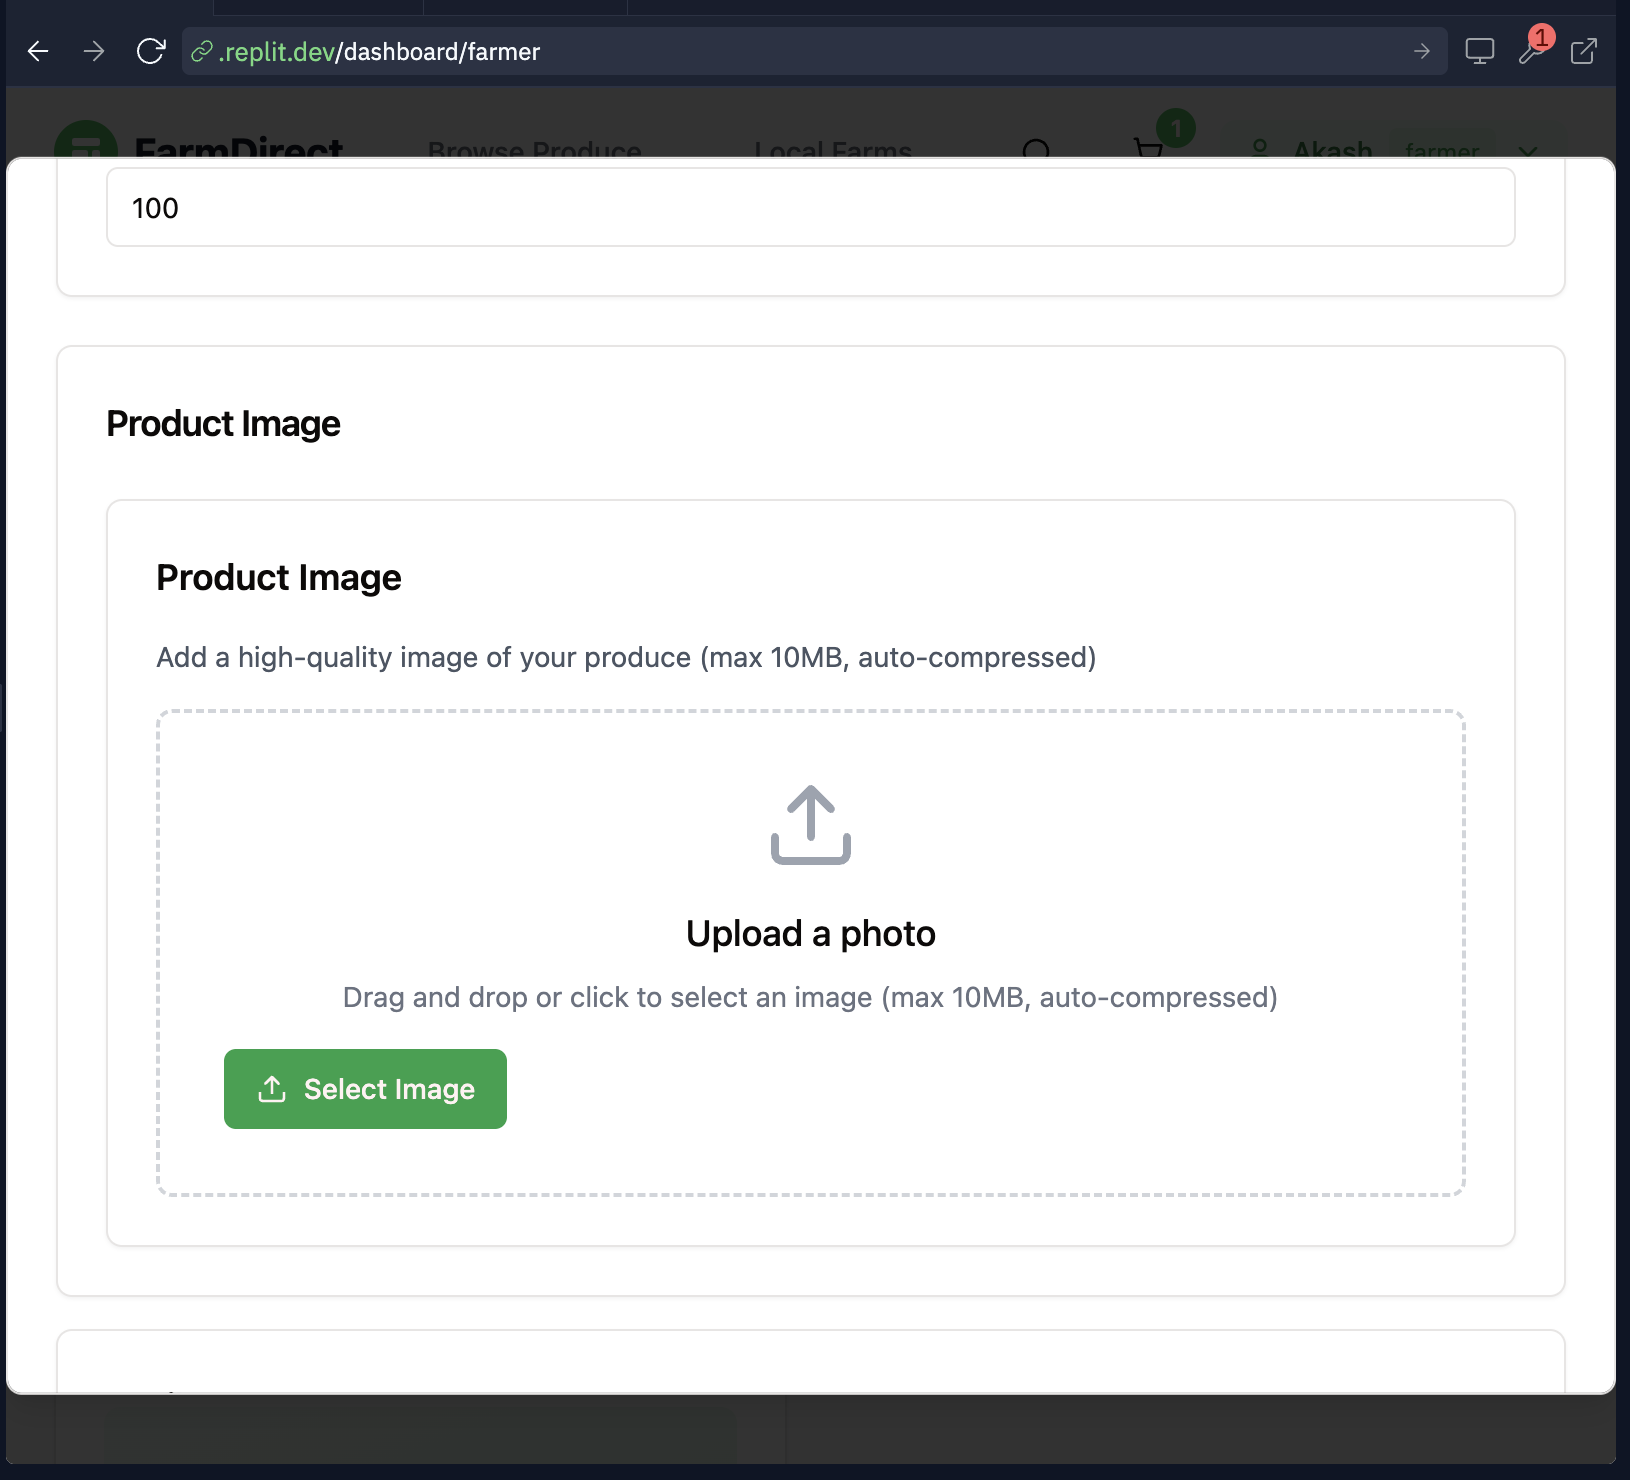 .replit.dev/dashboard/farmer
1
FarmDirect
Browse Produce
Local Farms
1
Akash
farmer
100
Product Image
Product Image
Add a high-quality image of your produce (max 10MB, auto-compressed)
Upload a photo
Drag and drop or click to select an image (max 10MB, auto-compressed)
Select Image